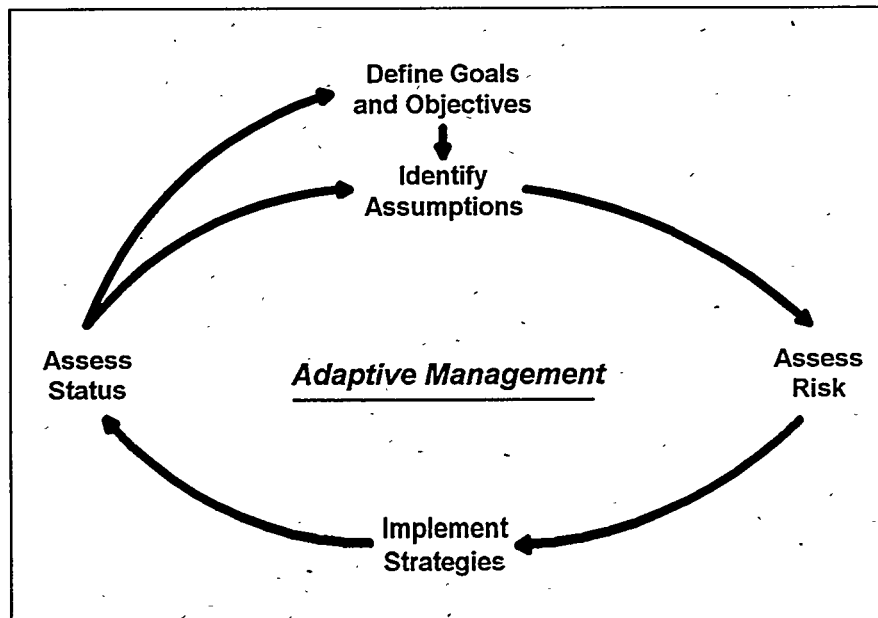 Define Goals
and Objectives
Identify
Assumptions
Assess
Status
Adaptive Management
Assess
Risk
Implement
Strategies